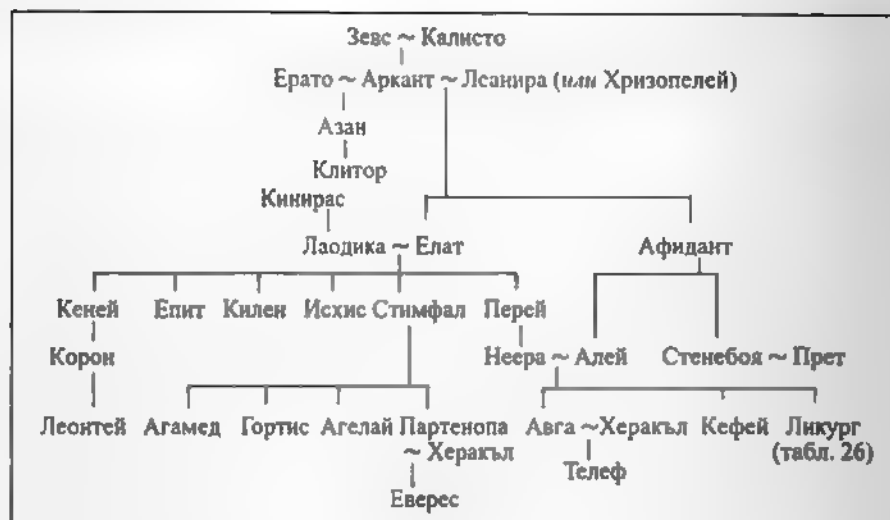 Зевс ~ Калисто
Ерато ~ Аркант ~ Лсанира (или Хризопелей)
Азан
Клитор
Кинирас
Лаодика ~ Елат Афидант
Кеней Епит Килен Исхис Стимфал Перей
Корон Неера ~ Алей Стенебоя ~ Прет
Леонтей Агамед Гортис Агелай Партенопа Авга ~ Херакъл Кефей Ликург
~ Херакъл Телеф (табл. 26)
Еверес